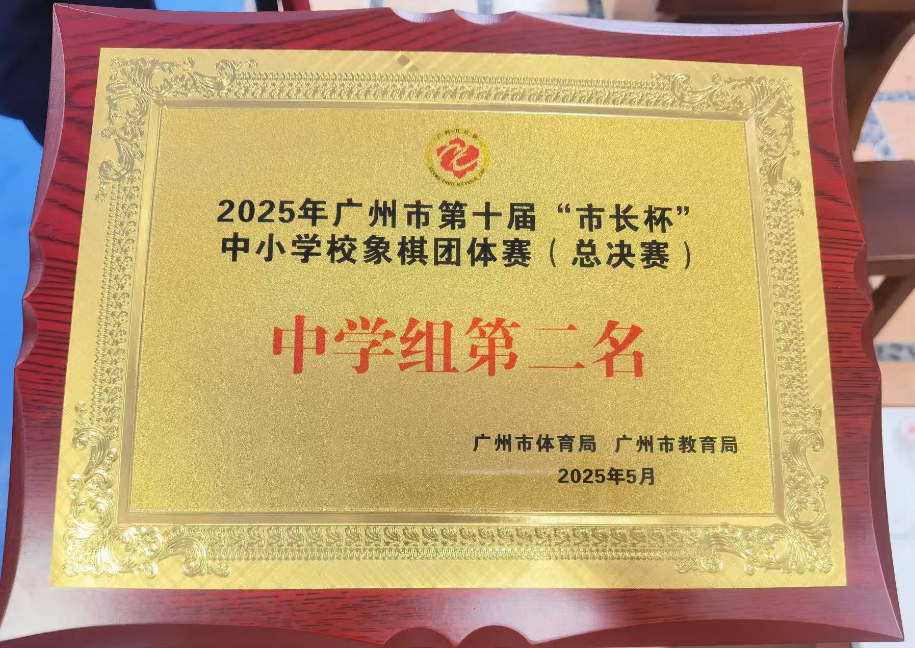 2025年广州市第十届“市长杯”
中小学校象棋团体赛（总决赛）
中学组第二名
广州市体育局 广州市教育局
2025年5月